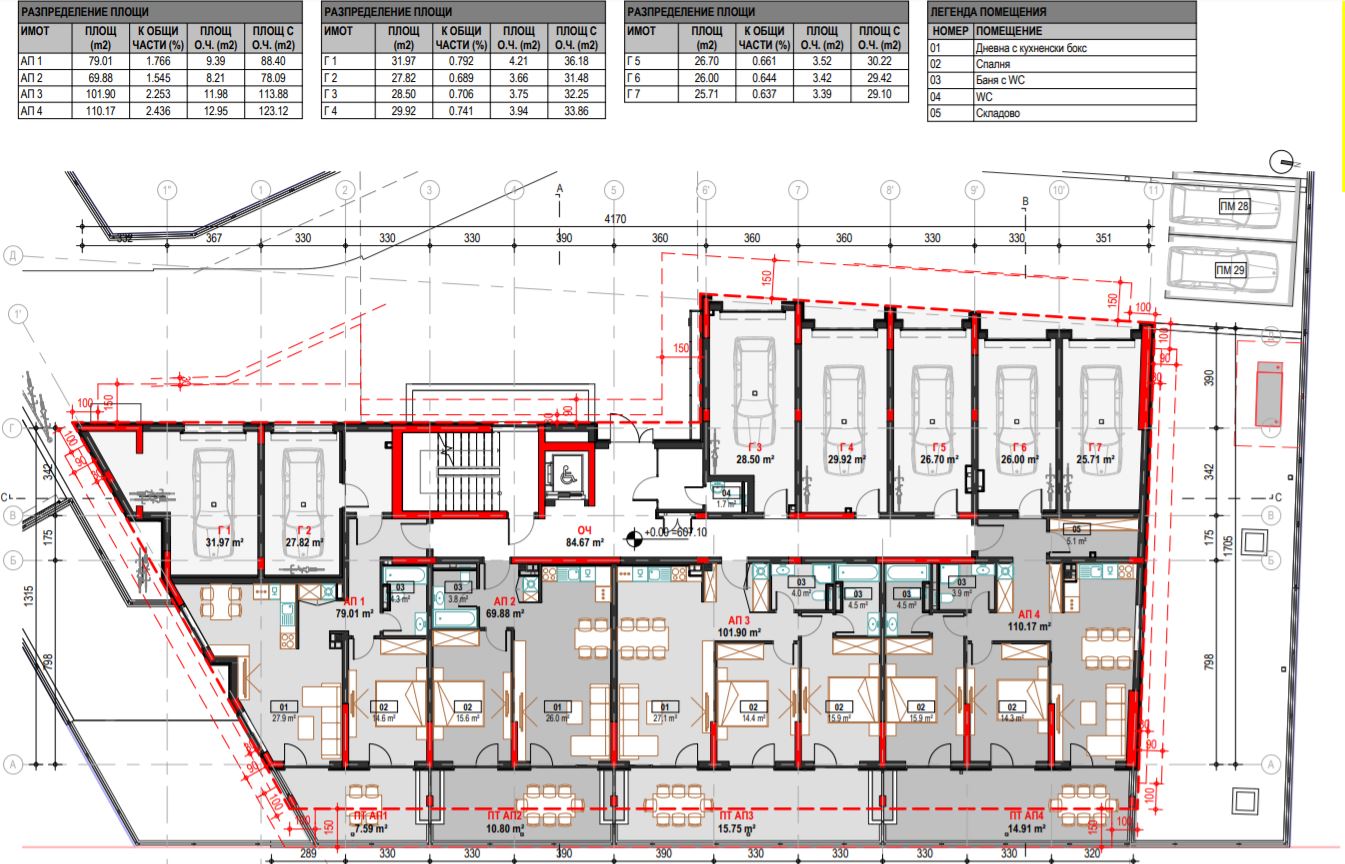 РАЗПРЕДЕЛЕНИЕ ПЛОЩИ
ИМОТ ПЛОЩ (m2) К ОБЩИ ЧАСТИ (%) ПЛОЩ О.Ч. (m2) ПЛОЩ С О.Ч. (m2)
АП 1 79.01 1.766 9.39 88.40
АП 2 69.88 1.545 8.21 78.09
АП 3 101.90 2.253 11.98 113.88
АП 4 110.17 2.436 12.95 123.12
РАЗПРЕДЕЛЕНИЕ ПЛОЩИ
ИМОТ ПЛОЩ (m2) К ОБЩИ ЧАСТИ (%) ПЛОЩ О.Ч. (m2) ПЛОЩ С О.Ч. (m2)
Г 1 31.97 0.792 4.21 36.18
Г 2 27.82 0.689 3.66 31.48
Г 3 28.50 0.706 3.75 32.25
Г 4 29.92 0.741 3.94 33.86
РАЗПРЕДЕЛЕНИЕ ПЛОЩИ
ИМОТ ПЛОЩ (m2) К ОБЩИ ЧАСТИ (%) ПЛОЩ О.Ч. (m2) ПЛОЩ С О.Ч. (m2)
Г 5 26.70 0.661 3.52 30.22
Г 6 26.00 0.644 3.42 29.42
Г 7 25.71 0.637 3.39 29.10
ЛЕГЕНДА ПОМЕЩЕНИЯ
НОМЕР ПОМЕЩЕНИЕ
01 Дневна с кухненски бокс
02 Спалня
03 Баня с WC
04 WC
05 Складово
1'' 1 2 3 4 A 5 6' 7 8' 9' B 10' 11
ПМ 28
4170
332 367 330 330 330 390 360 360 360 330 330 351
Д
ПМ 29
150
150 100
1'
150
100
90
390
100 150
30
90
Г
Г 3
28.50 m²
Г 4
29.92 m²
Г 5
26.70 m²
Г 6
26.00 m²
Г 7
25.71 m²
100
342
342
C
C
04
1.7 m²
В
В
Г 1
31.97 m²
Г 2
27.82 m²
ОЧ
84.67 m²
+0.00 =607.10
05
5.1 m²
175
175
1705
Б
Б
1315
АП 1
79.01 m²
03
4.3 m²
03
3.8 m²
АП 2
69.88 m²
АП 3
101.90 m²
03
4.0 m²
03
4.5 m²
03
4.5 m²
03
3.9 m²
АП 4
110.17 m²
798
798
01
27.9 m²
02
14.6 m²
02
15.6 m²
01
26.0 m²
01
27.1 m²
02
14.4 m²
02
15.9 m²
02
15.9 m²
02
14.3 m²
90
А
А
90
100
100
150
ПТ АП1
7.59 m²
ПТ АП2
10.80 m²
ПТ АП3
15.75 m²
ПТ АП4
14.91 m²
150
100
289 330 330 390 390 330 330 330 330 320